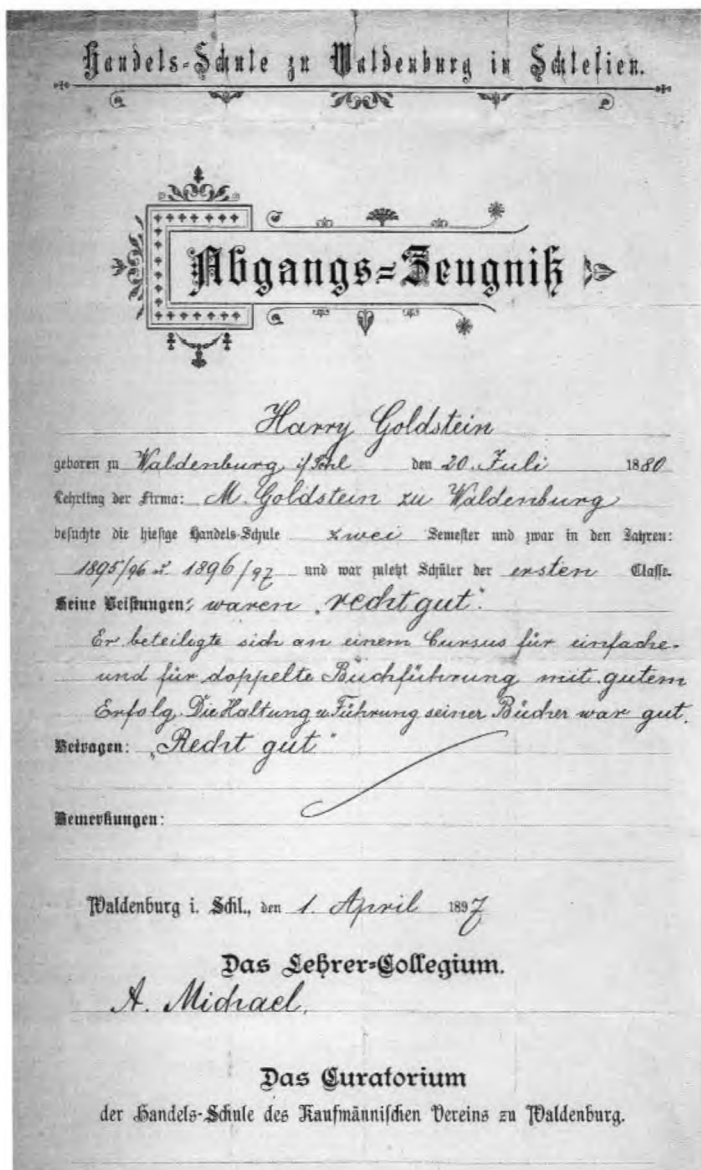 Handels-Schule zu Waldenburg in Schlesien.
Abgangs-Zeugniß
Harry Goldstein
geboren zu Waldenburg i/Schl den 20. Juli 1880
Lehrling der Firma: M. Goldstein zu Waldenburg
besuchte die hiesige Handels-Schule zwei Semester und zwar in den Jahren:
1895/96 u. 1896/97 und war zuletzt Schüler der ersten Classe.
Seine Leistungen: waren „recht gut".
Er beteiligte sich an einem Cursus für einfache-
und für doppelte Buchführung mit gutem
Erfolg. Die Haltung u. Führung seiner Bücher war gut.
Betragen: „Recht gut"
Bemerkungen:
Waldenburg i. Schl., den 1. April 1897
Das Lehrer-Collegium.
A. Michael.
Das Curatorium
der Handels-Schule des Kaufmännischen Vereins zu Waldenburg.